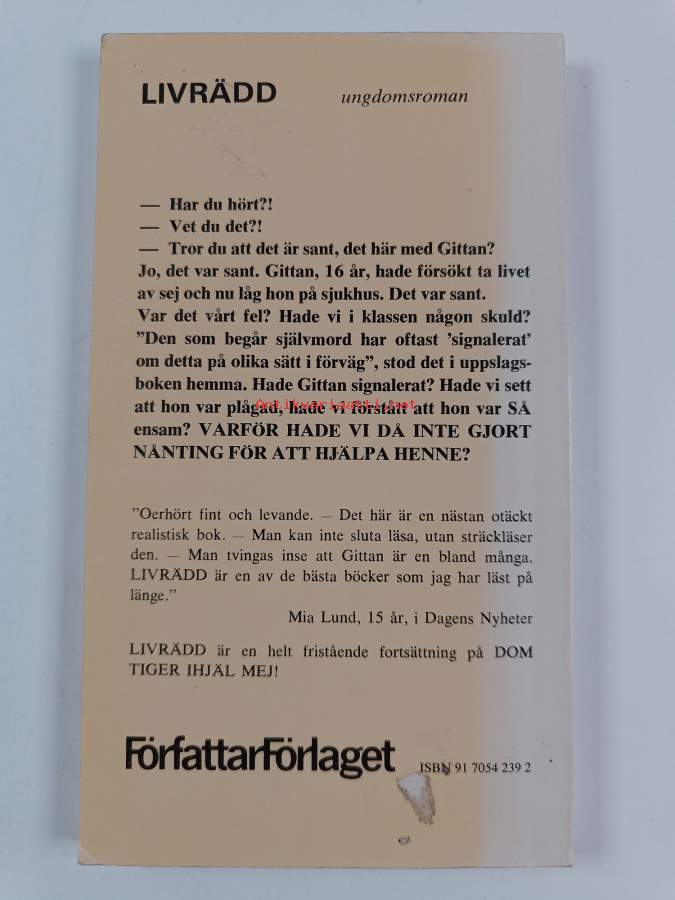 LIVRÄDD
ungdomsroman
— Har du hört?!
— Vet du det?!
— Tror du att det är sant, det här med Gittan?
Jo, det var sant. Gittan, 16 år, hade försökt ta livet
av sej och nu låg hon på sjukhus. Det var sant.
Var det vårt fel? Hade vi i klassen någon skuld?
”Den som begår självmord har oftast ’signalerat’
om detta på olika sätt i förväg”, stod det i uppslags-
boken hemma. Hade Gittan signalerat? Hade vi sett
att hon var plågad, hade vi förstått att hon var SÅ
Antikvariaatti.net
ensam? VARFÖR HADE VI DÅ INTE GJORT
NÅNTING FÖR ATT HJÄLPA HENNE?
”Oerhört fint och levande. — Det här är en nästan otäckt
realistisk bok. — Man kan inte sluta läsa, utan sträckläser
den. — Man tvingas inse att Gittan är en bland många.
LIVRÄDD är en av de bästa böcker som jag har läst på
länge.”
Mia Lund, 15 år, i Dagens Nyheter
LIVRÄDD är en helt fristående fortsättning på DOM
TIGER IHJÄL MEJ!
FörfattarFörlaget
ISBN 91 7054 239 2